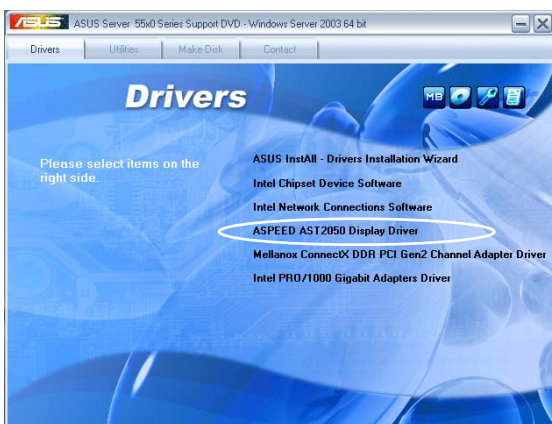 ASUS ASUS Server 55x0 Series Support DVD - Windows Server 2003 64 bit
Drivers Utilities Make Disk Contact
Drivers
MB
Please select items on the
right side.
ASUS InstAll - Drivers Installation Wizard
Intel Chipset Device Software
Intel Network Connections Software
ASPEED AST2050 Display Driver
Mellanox ConnectX DDR PCI Gen2 Channel Adapter Driver
Intel PRO/1000 Gigabit Adapters Driver